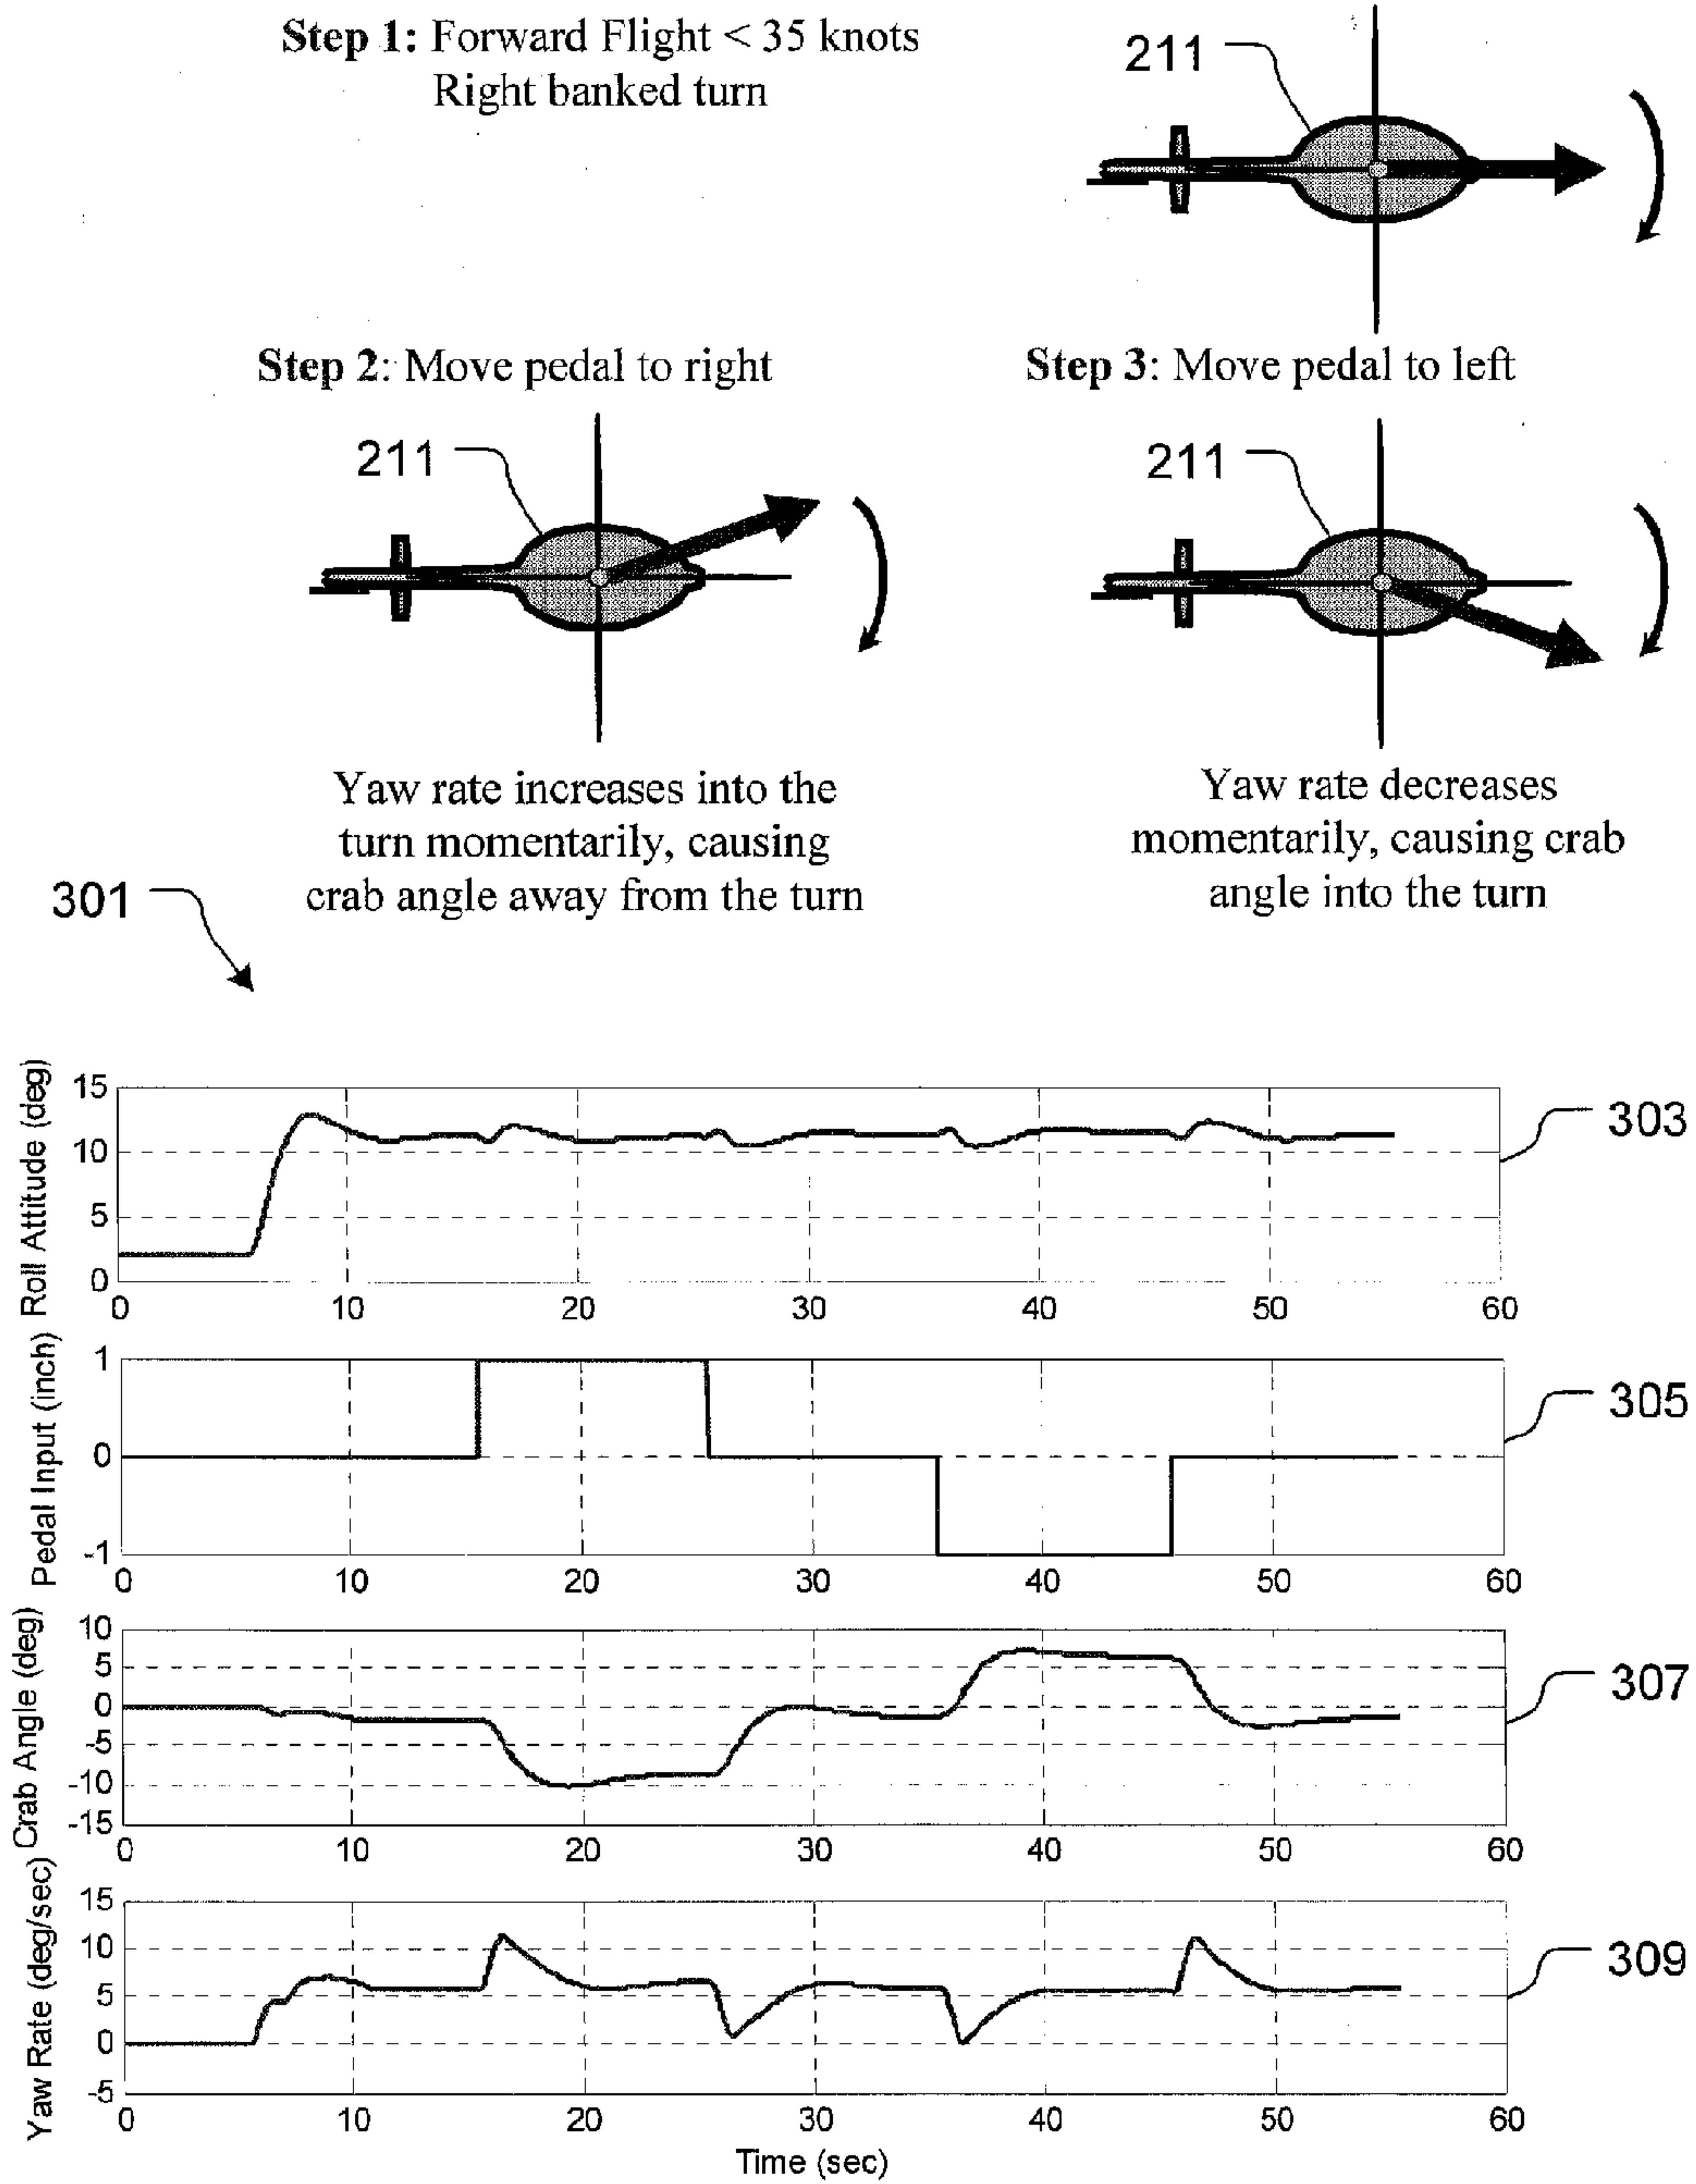 Step 1: Forward Flight < 35 knots
Right banked turn
211
Step 2: Move pedal to right
Step 3: Move pedal to left
211
211
Yaw rate increases into the
turn momentarily, causing
crab angle away from the turn
Yaw rate decreases
momentarily, causing crab
angle into the turn
301
Roll Attitude (deg)
15
10
5
0
0 10 20 30 40 50 60
303
Pedal Input (inch)
1
0
-1
0 10 20 30 40 50 60
305
Crab Angle (deg)
10
5
0
-5
-10
-15
0 10 20 30 40 50 60
307
Yaw Rate (deg/sec)
15
10
5
0
-5
0 10 20 30 40 50 60
309
Time (sec)